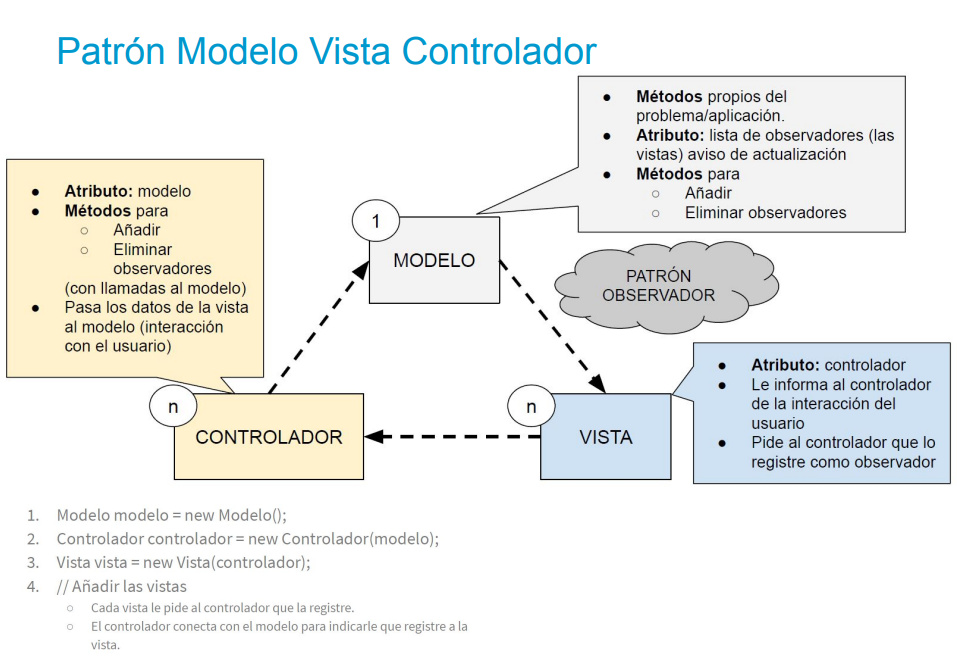 Patrón Modelo Vista Controlador
● Métodos propios del
problema/aplicación.
● Atributo: lista de observadores (las
vistas) aviso de actualización
● Métodos para
○ Añadir
○ Eliminar observadores
● Atributo: modelo
● Métodos para
○ Añadir
○ Eliminar
observadores
(con llamadas al modelo)
● Pasa los datos de la vista
al modelo (interacción
con el usuario)
1
MODELO
PATRÓN
OBSERVADOR
● Atributo: controlador
● Le informa al controlador
de la interacción del
usuario
● Pide al controlador que lo
registre como observador
n
CONTROLADOR
n
VISTA
1. Modelo modelo = new Modelo();
2. Controlador controlador = new Controlador(modelo);
3. Vista vista = new Vista(controlador);
4. // Añadir las vistas
○ Cada vista le pide al controlador que la registre.
○ El controlador conecta con el modelo para indicarle que registre a la
vista.